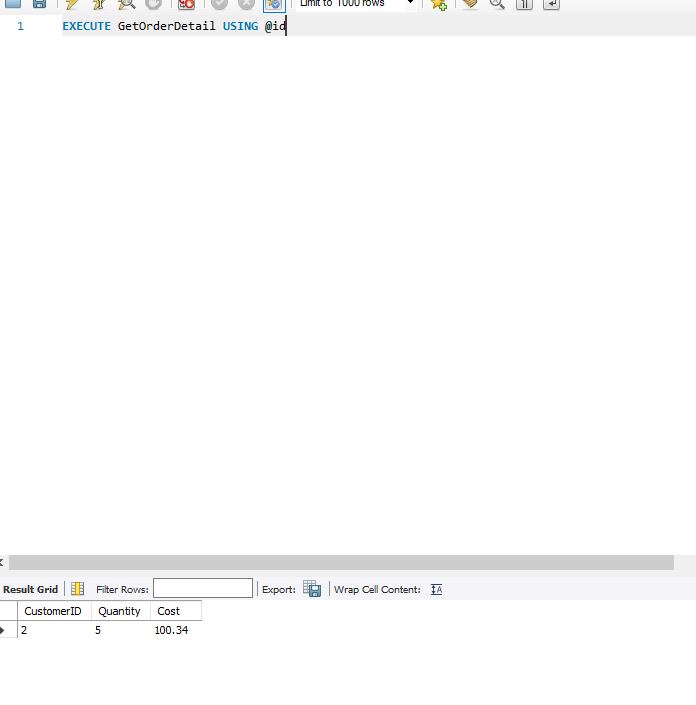 Limit to 1000 rows
1 EXECUTE GetOrderDetail USING @id
Result Grid Filter Rows: Export: Wrap Cell Content:
CustomerID Quantity Cost
2 5 100.34